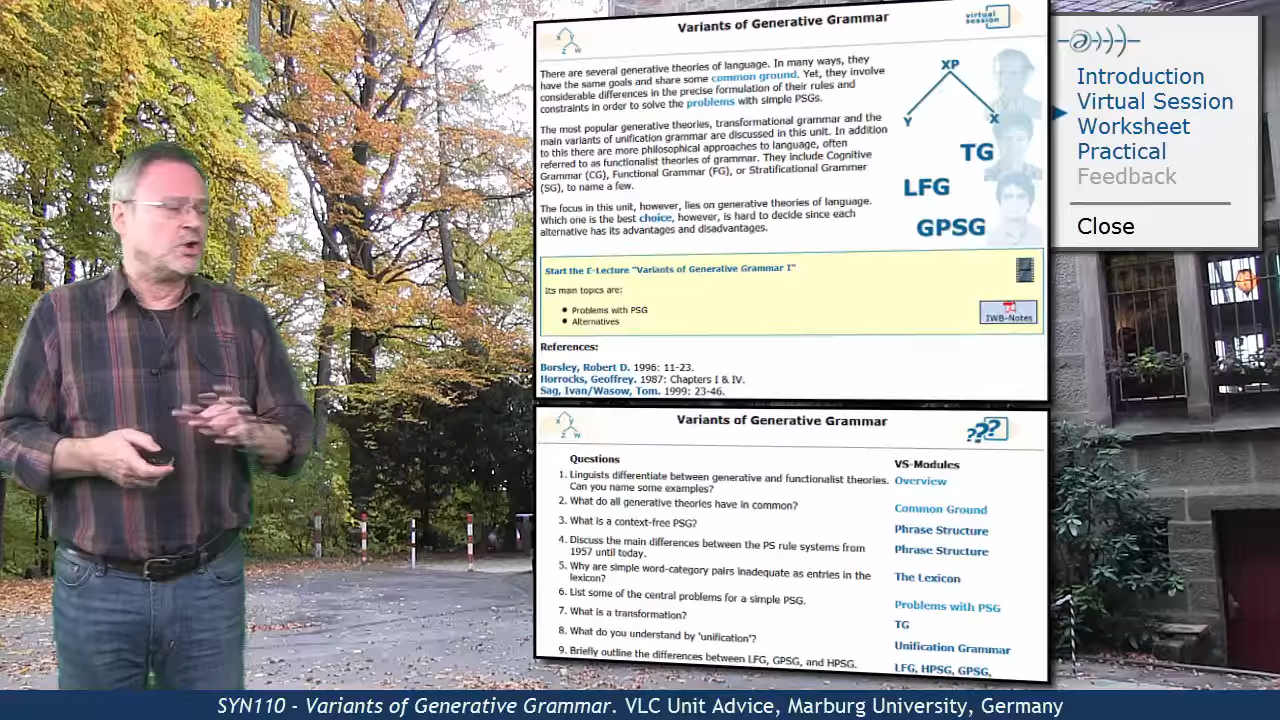 Variants of Generative Grammar
virtual session
X
Y
Z W
There are several generative theories of language. In many ways, they
have the same goals and share some common ground. Yet, they involve
considerable differences in the precise formulation of their rules and
constraints in order to solve the problems with simple PSGs.
The most popular generative theories, transformational grammar and the
main variants of unification grammar are discussed in this unit. In addition
to this there are more philosophical approaches to language, often
referred to as functionalist theories of grammar. They include Cognitive
Grammar (CG), Functional Grammar (FG), or Stratificational Grammer
(SG), to name a few.
The focus in this unit, however, lies on generative theories of language.
Which one is the best choice, however, is hard to decide since each
alternative has its advantages and disadvantages.
XP
Y X
TG
LFG
GPSG
Start the E-Lecture "Variants of Generative Grammar I"
Its main topics are:
• Problems with PSG
• Alternatives
IWB-Notes
References:
Borsley, Robert D. 1996: 11-23.
Horrocks, Geoffrey. 1987: Chapters I & IV.
Sag, Ivan/Wasow, Tom. 1999: 23-46.
Introduction
Virtual Session
Worksheet
Practical
Feedback
Close
Variants of Generative Grammar
???
X
Y
Z W
Questions VS-Modules
1. Linguists differentiate between generative and functionalist theories. Overview
Can you name some examples?
2. What do all generative theories have in common? Common Ground
3. What is a context-free PSG? Phrase Structure
4. Discuss the main differences between the PS rule systems from Phrase Structure
1957 until today.
5. Why are simple word-category pairs inadequate as entries in the The Lexicon
lexicon?
6. List some of the central problems for a simple PSG. Problems with PSG
7. What is a transformation? TG
8. What do you understand by 'unification'? Unification Grammar
9. Briefly outline the differences between LFG, GPSG, and HPSG. LFG, HPSG, GPSG,
SYN110 - Variants of Generative Grammar. VLC Unit Advice, Marburg University, Germany